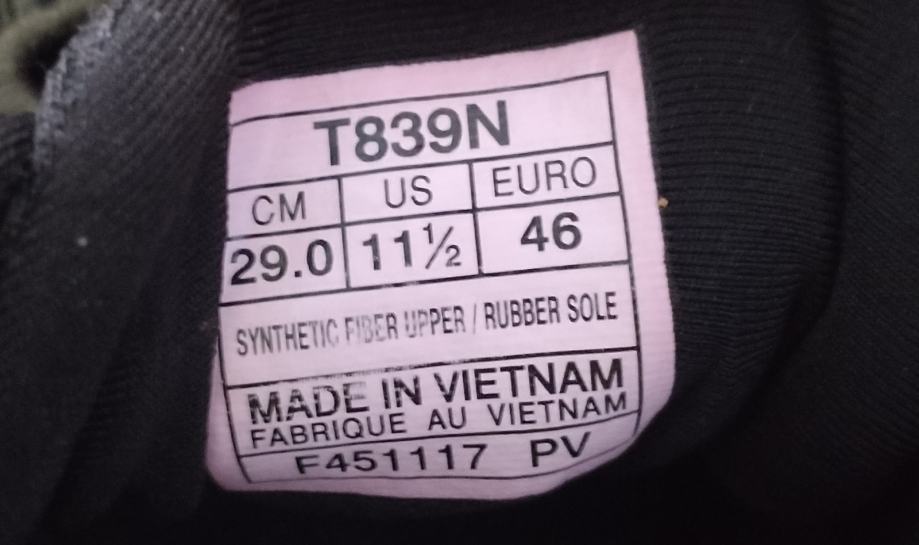 T839N
CM US EURO
29.0 11½ 46
SYNTHETIC FIBER UPPER / RUBBER SOLE
MADE IN VIETNAM
FABRIQUE AU VIETNAM
F451117 PV